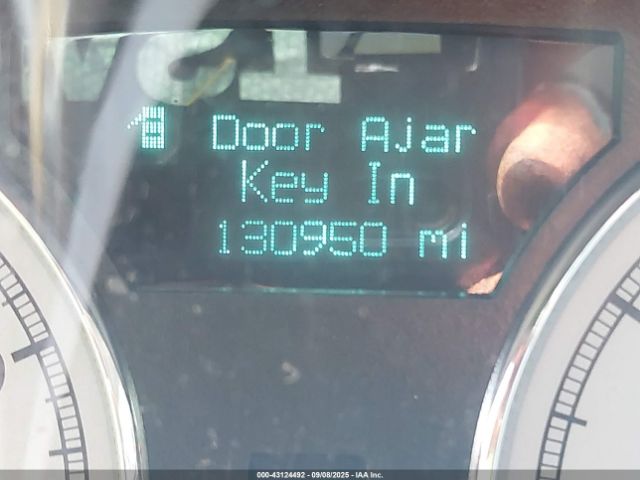 Door Ajar
Key In
130950 mi
000-43124492 - 09/08/2025 - IAA Inc.